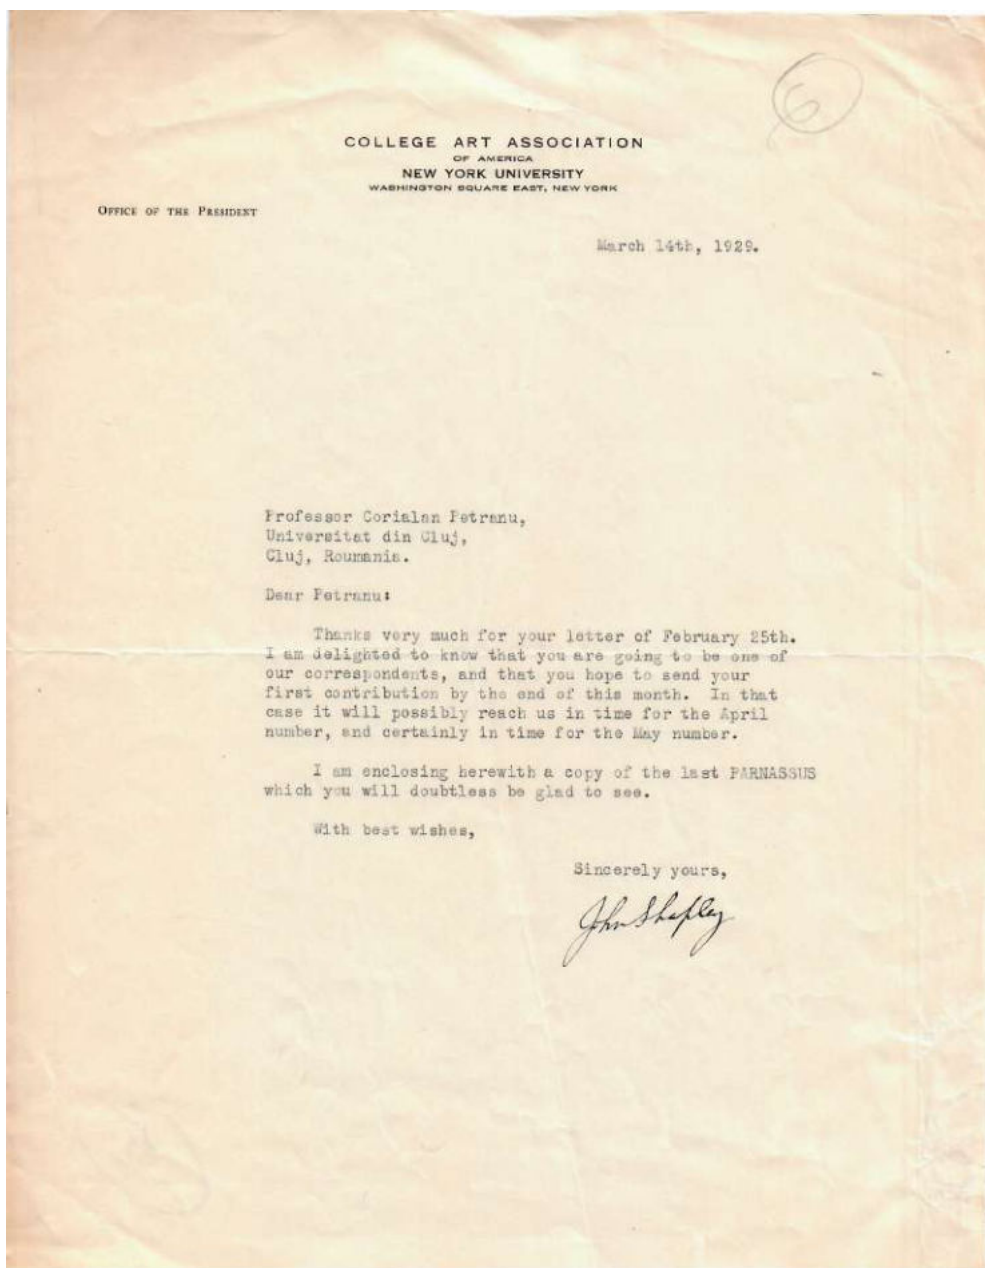 6
COLLEGE ART ASSOCIATION
OF AMERICA
NEW YORK UNIVERSITY
WASHINGTON SQUARE EAST, NEW YORK
OFFICE OF THE PRESIDENT
March 14th, 1929.
Professor Corialan Petranu,
Universitat din Cluj,
Cluj, Roumania.
Dear Petranu:
Thanks very much for your letter of February 25th.
I am delighted to know that you are going to be one of
our correspondents, and that you hope to send your
first contribution by the end of this month. In that
case it will possibly reach us in time for the April
number, and certainly in time for the May number.
I am enclosing herewith a copy of the last PARNASSUS
which you will doubtless be glad to see.
With best wishes,
Sincerely yours,
John Shapley